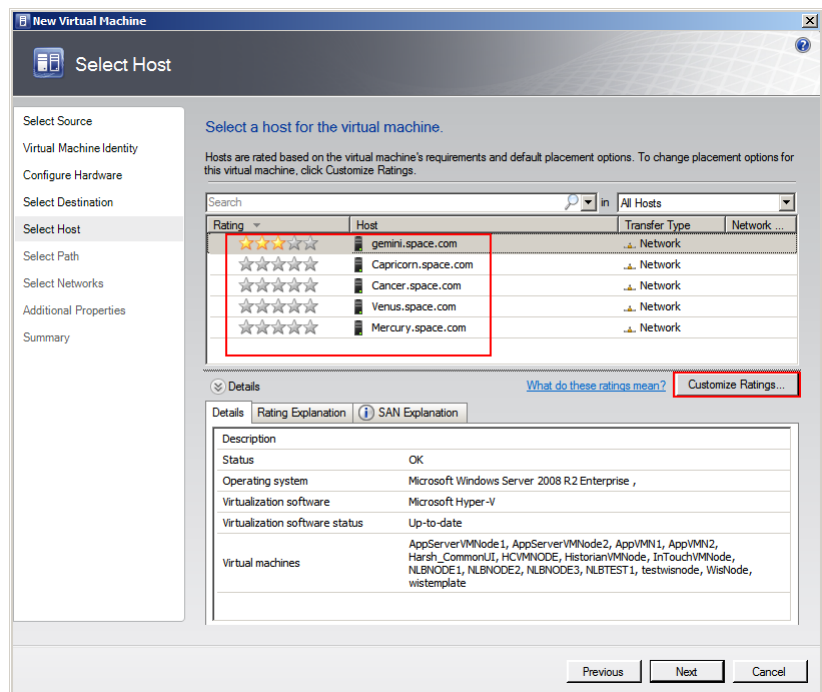 New Virtual Machine
Select Host
Select Source
Virtual Machine Identity
Configure Hardware
Select Destination
Select Host
Select Path
Select Networks
Additional Properties
Summary
Select a host for the virtual machine.
Hosts are rated based on the virtual machine's requirements and default placement options. To change placement options for
this virtual machine, click Customize Ratings.
Search in All Hosts
Rating Host Transfer Type Network ...
gemini.space.com Network
Capricorn.space.com Network
Cancer.space.com Network
Venus.space.com Network
Mercury.space.com Network
Details What do these ratings mean? Customize Ratings...
Details Rating Explanation SAN Explanation
Description
Status OK
Operating system Microsoft Windows Server 2008 R2 Enterprise ,
Virtualization software Microsoft Hyper-V
Virtualization software status Up-to-date
Virtual machines AppServerVMNode1, AppServerVMNode2, AppVMN1, AppVMN2,
Harsh_CommonUI, HCVMNODE, HistorianVMNode, InTouchVMNode,
NLBNODE1, NLBNODE2, NLBNODE3, NLBTEST1, testwisnode, WisNode,
wistemplate
Previous Next Cancel